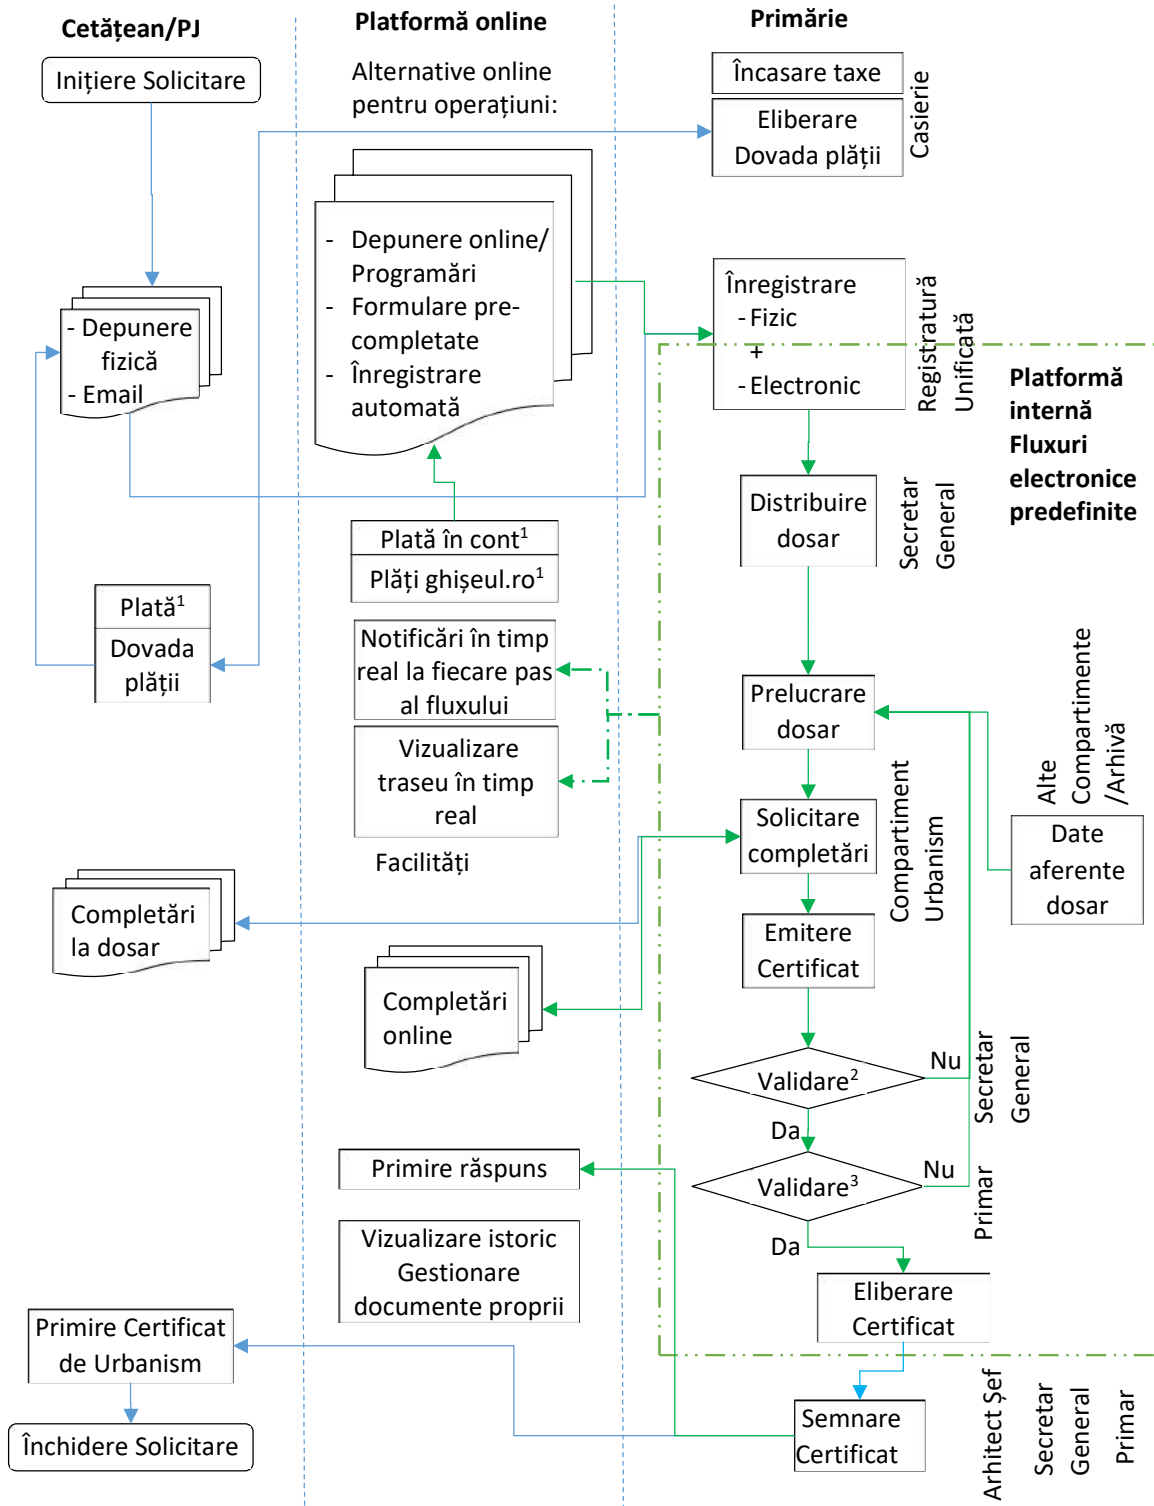 Cetățean/PJ
Inițiere Solicitare
- Depunere
fizică
- Email
Plată¹
Dovada
plății
Completări
la dosar
Primire Certificat
de Urbanism
Închidere Solicitare
Platformă online
Alternative online
pentru operațiuni:
- Depunere online/
Programări
- Formulare pre-
completate
- Înregistrare
automată
Plată în cont¹
Plăți ghișeul.ro¹
Notificări în timp
real la fiecare pas
al fluxului
Vizualizare
traseu în timp
real
Facilități
Completări
online
Primire răspuns
Vizualizare istoric
Gestionare
documente proprii
Primărie
Încasare taxe
Eliberare
Dovada plății
Casierie
Înregistrare
- Fizic
+
- Electronic
Registratură
Unificată
Platformă
internă
Fluxuri
electronice
predefinite
Distribuire
dosar
Secretar
General
Prelucrare
dosar
Solicitare
completări
Compartiment
Urbanism
Alte
Compartimente
/Arhivă
Date
aferente
dosar
Emitere
Certificat
Validare²
Nu
Da
Secretar
General
Validare³
Nu
Da
Primar
Eliberare
Certificat
Semnare
Certificat
Arhitect Șef
Secretar
General
Primar